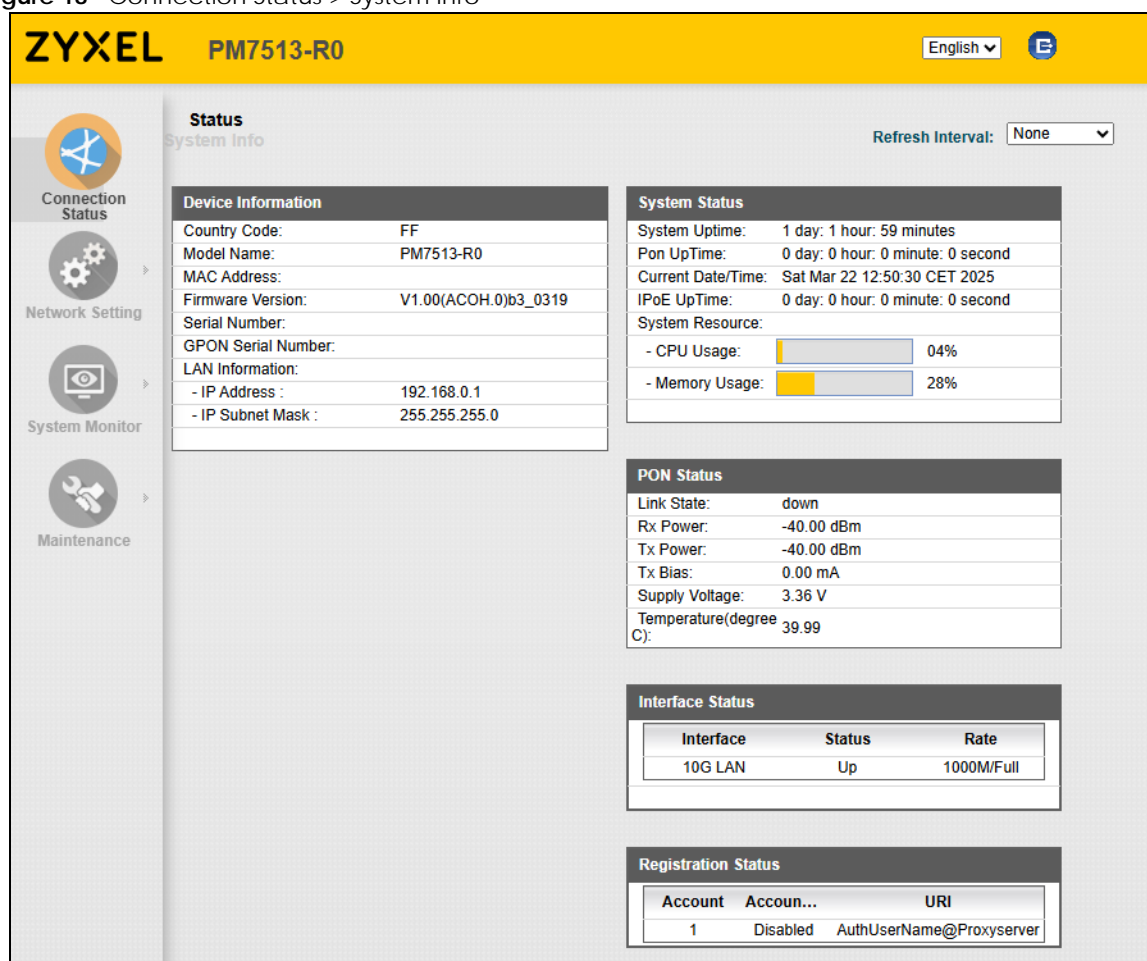 Figure 16 Connection Status > System Info
ZYXEL PM7513-R0
English
Status
System Info
Refresh Interval: None
Connection
Status
Network Setting
System Monitor
Maintenance
Device Information
Country Code: FF
Model Name: PM7513-R0
MAC Address:
Firmware Version: V1.00(ACOH.0)b3_0319
Serial Number:
GPON Serial Number:
LAN Information:
- IP Address : 192.168.0.1
- IP Subnet Mask : 255.255.255.0
System Status
System Uptime: 1 day: 1 hour: 59 minutes
Pon UpTime: 0 day: 0 hour: 0 minute: 0 second
Current Date/Time: Sat Mar 22 12:50:30 CET 2025
IPoE UpTime: 0 day: 0 hour: 0 minute: 0 second
System Resource:
- CPU Usage: 04%
- Memory Usage: 28%
PON Status
Link State: down
Rx Power: -40.00 dBm
Tx Power: -40.00 dBm
Tx Bias: 0.00 mA
Supply Voltage: 3.36 V
Temperature(degree
C): 39.99
Interface Status
Interface Status Rate
10G LAN Up 1000M/Full
Registration Status
Account Accoun... URI
1 Disabled AuthUserName@Proxyserver